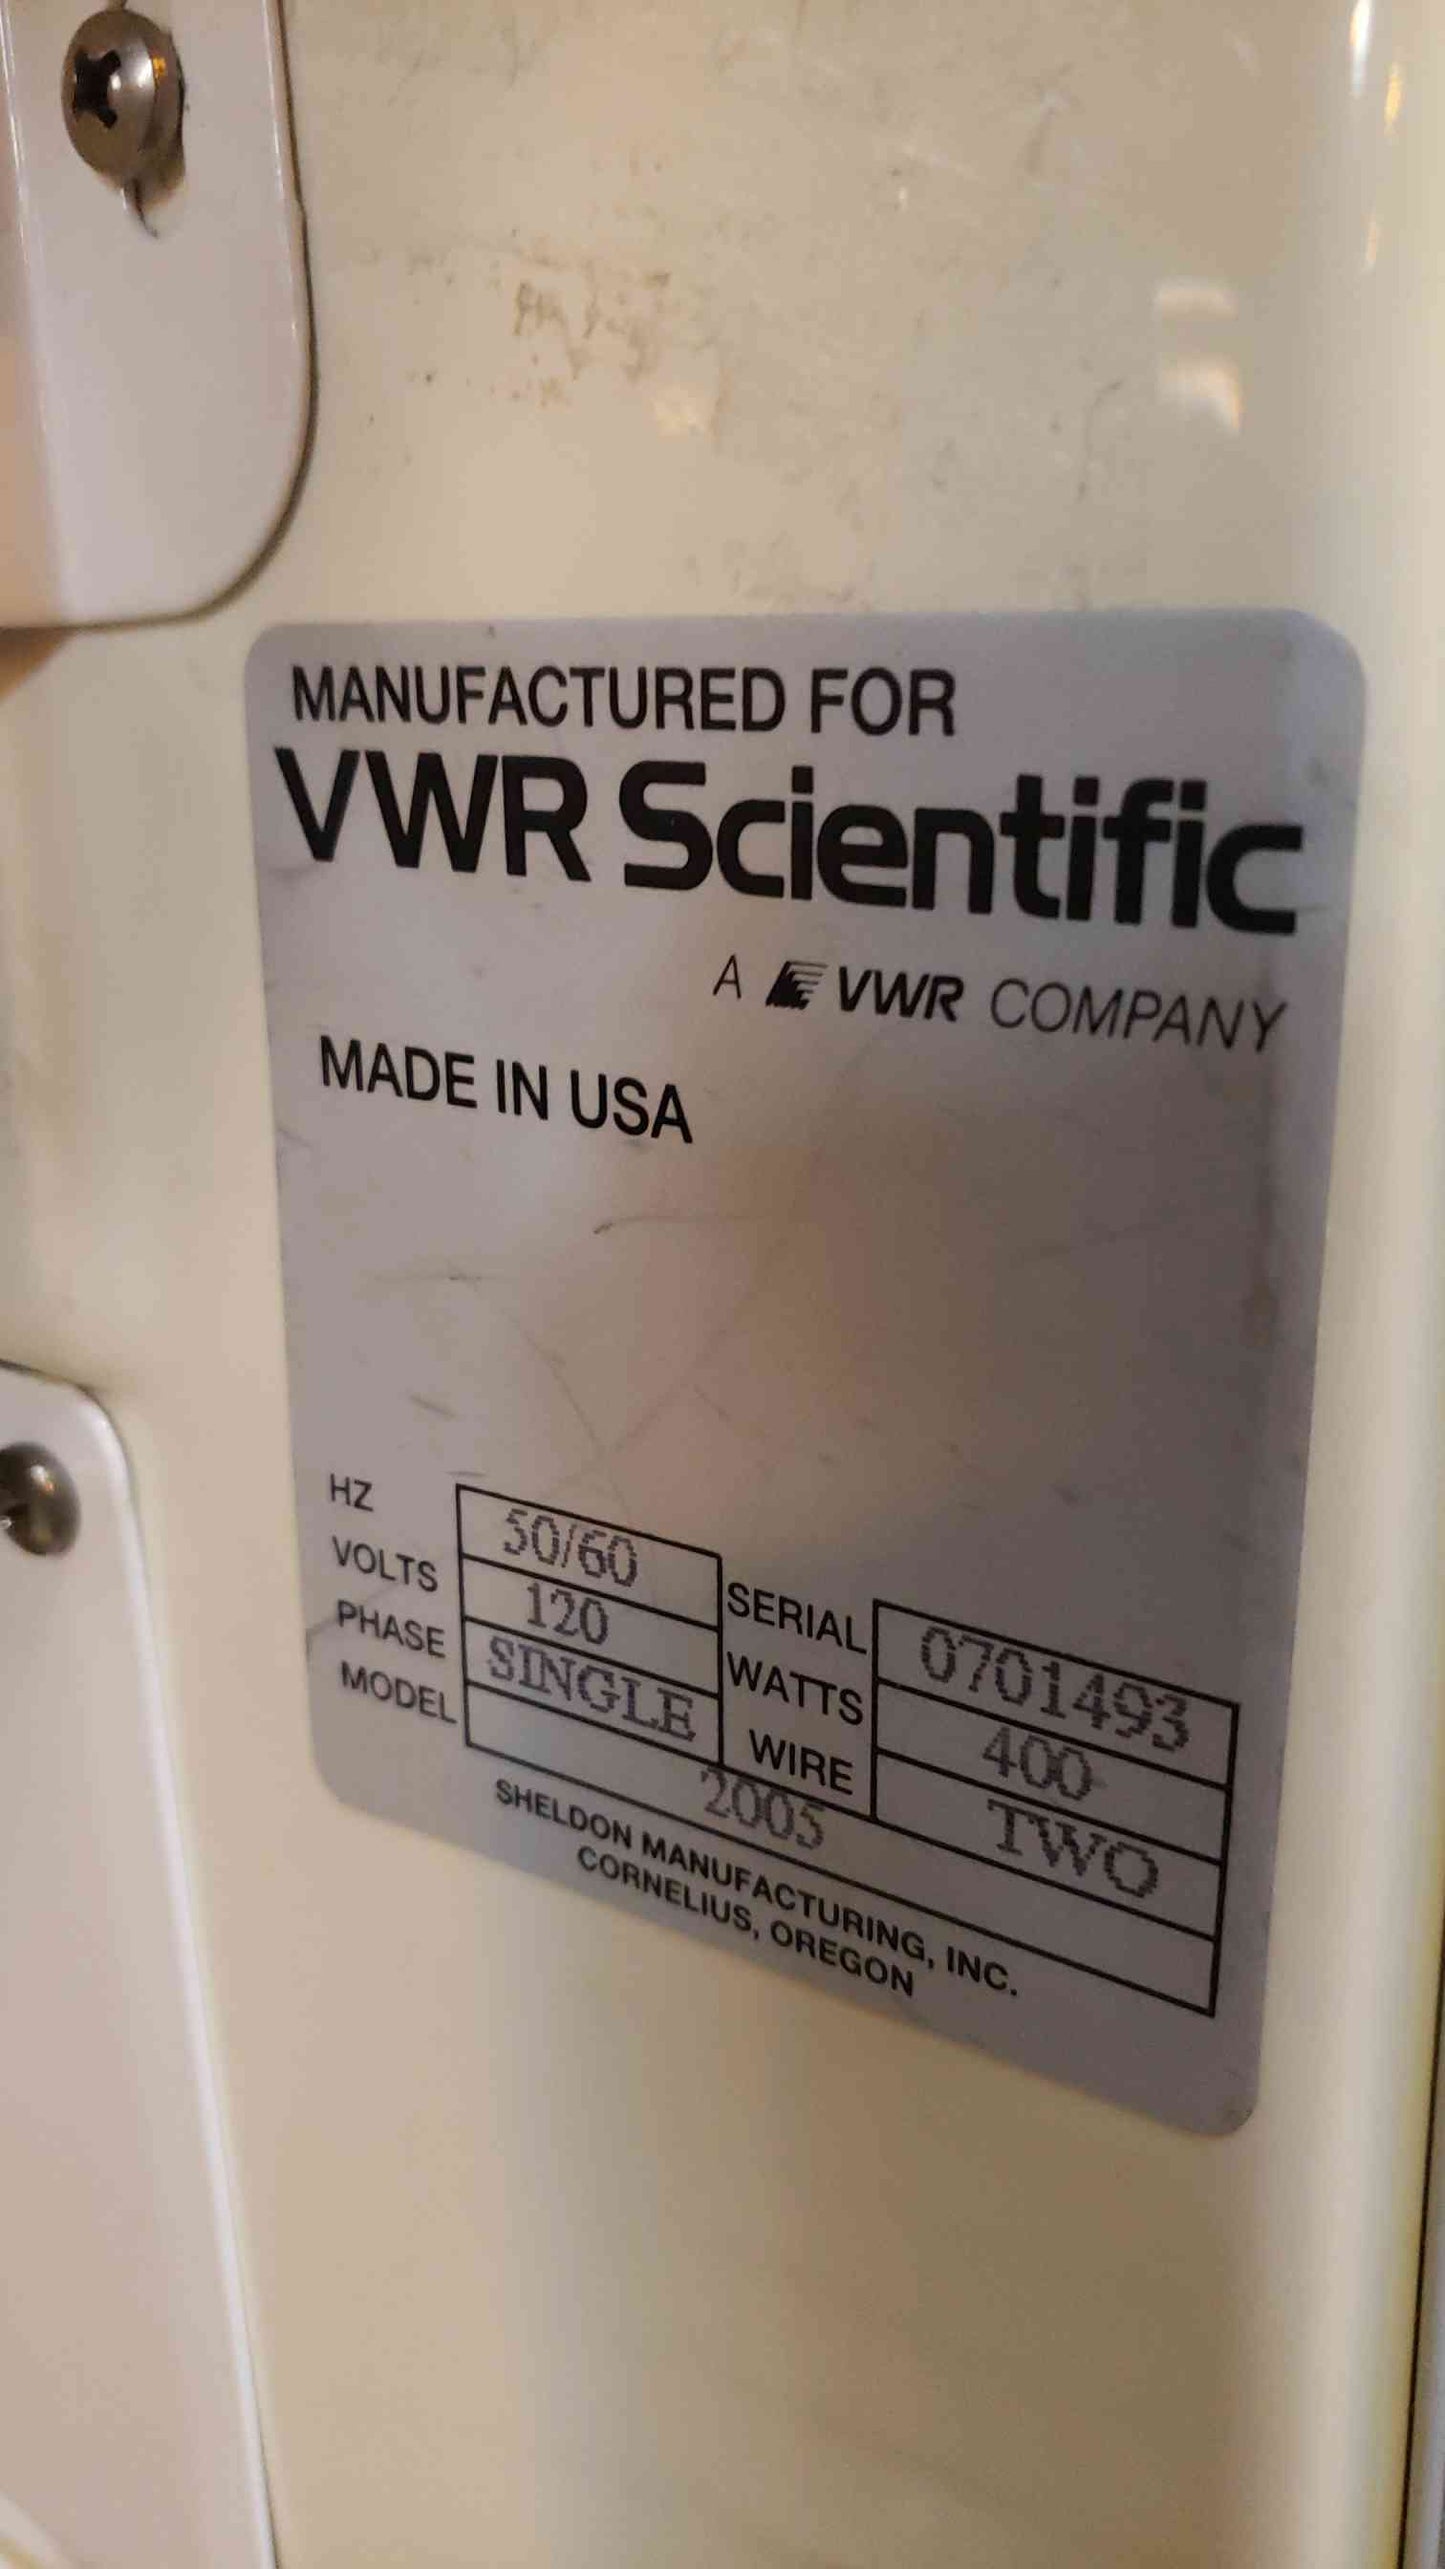 MANUFACTURED FOR
VWR Scientific
A VWR COMPANY
MADE IN USA
HZ 50/60
VOLTS 120 SERIAL 0701493
PHASE SINGLE WATTS 400
MODEL 2005 WIRE TWO
SHELDON MANUFACTURING, INC.
CORNELIUS, OREGON